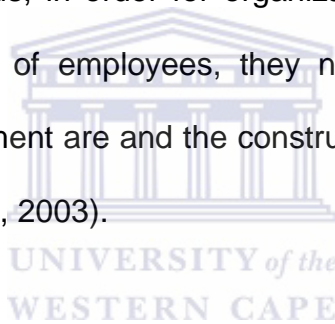 in order for organiz
of employees, they n
ment are and the constru
, 2003).
UNIVERSITY of the
WESTERN CAPE